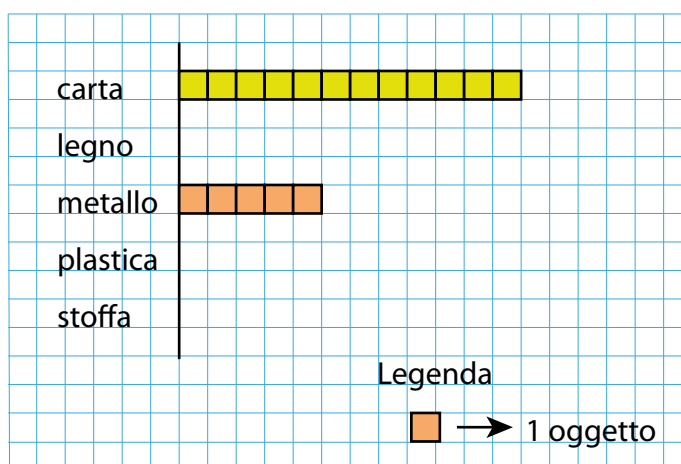 carta
legno
metallo
plastica
stoffa
Legenda
1 oggetto